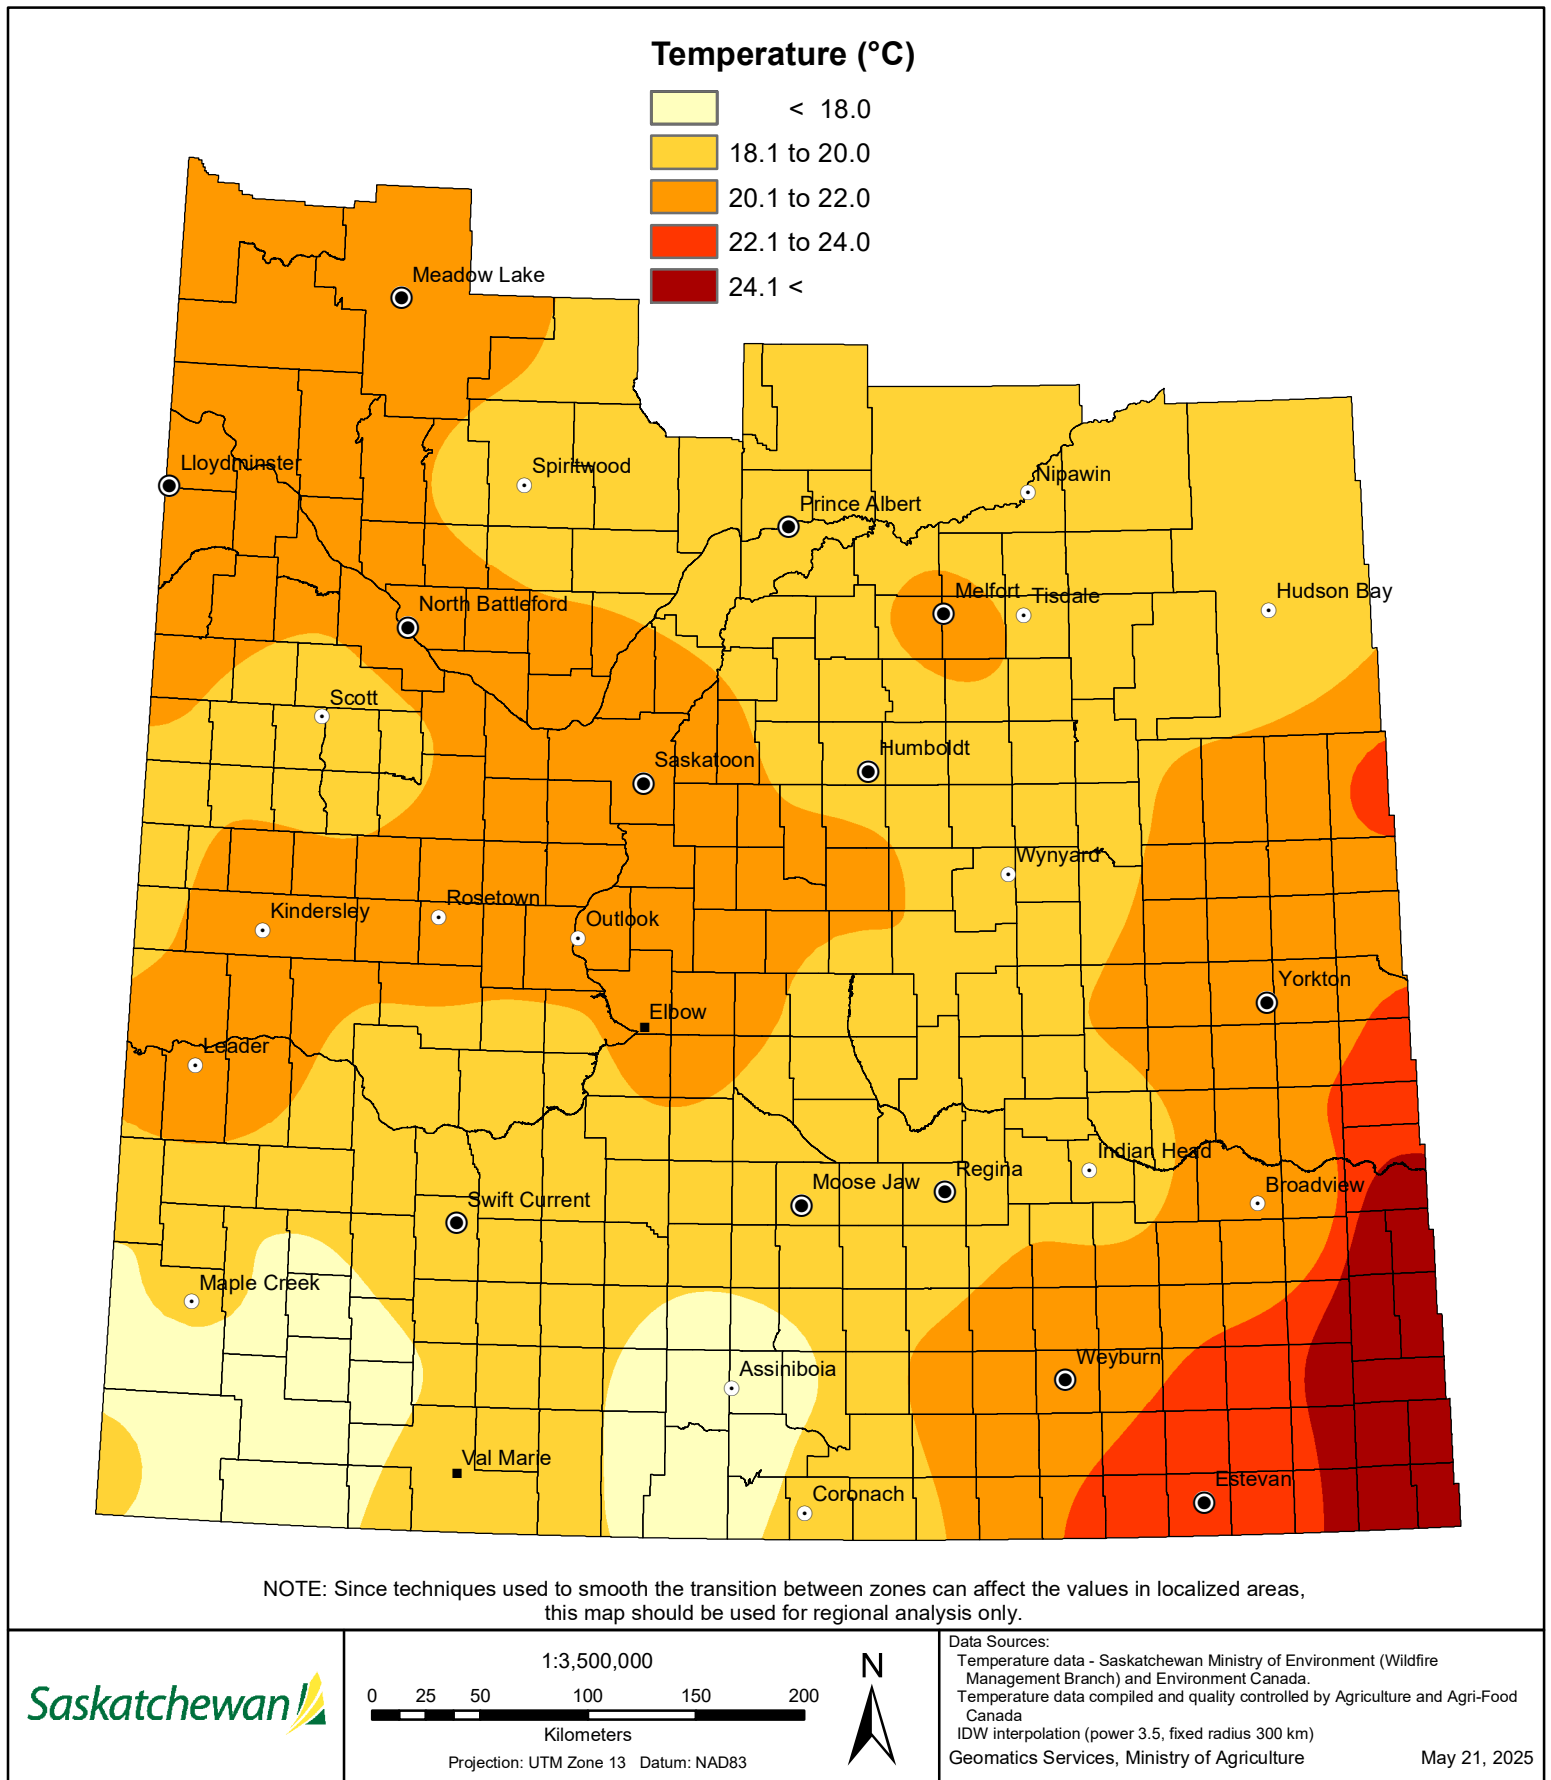 Temperature (°C)
< 18.0
18.1 to 20.0
20.1 to 22.0
22.1 to 24.0
24.1 <
Meadow Lake
Lloydminster
Spiritwood
Nipawin
Prince Albert
Melfort
Tisdale
Hudson Bay
North Battleford
Scott
Saskatoon
Humboldt
Wynyard
Kindersley
Rosetown
Outlook
Yorkton
Elbow
Leader
Indian Head
Regina
Moose Jaw
Broadview
Swift Current
Maple Creek
Assiniboia
Weyburn
Val Marie
Coronach
Estevan
NOTE: Since techniques used to smooth the transition between zones can affect the values in localized areas,
this map should be used for regional analysis only.
Saskatchewan
1:3,500,000
0 25 50 100 150 200
Kilometers
Projection: UTM Zone 13 Datum: NAD83
N
Data Sources:
Temperature data - Saskatchewan Ministry of Environment (Wildfire
Management Branch) and Environment Canada.
Temperature data compiled and quality controlled by Agriculture and Agri-Food
Canada
IDW interpolation (power 3.5, fixed radius 300 km)
Geomatics Services, Ministry of Agriculture May 21, 2025